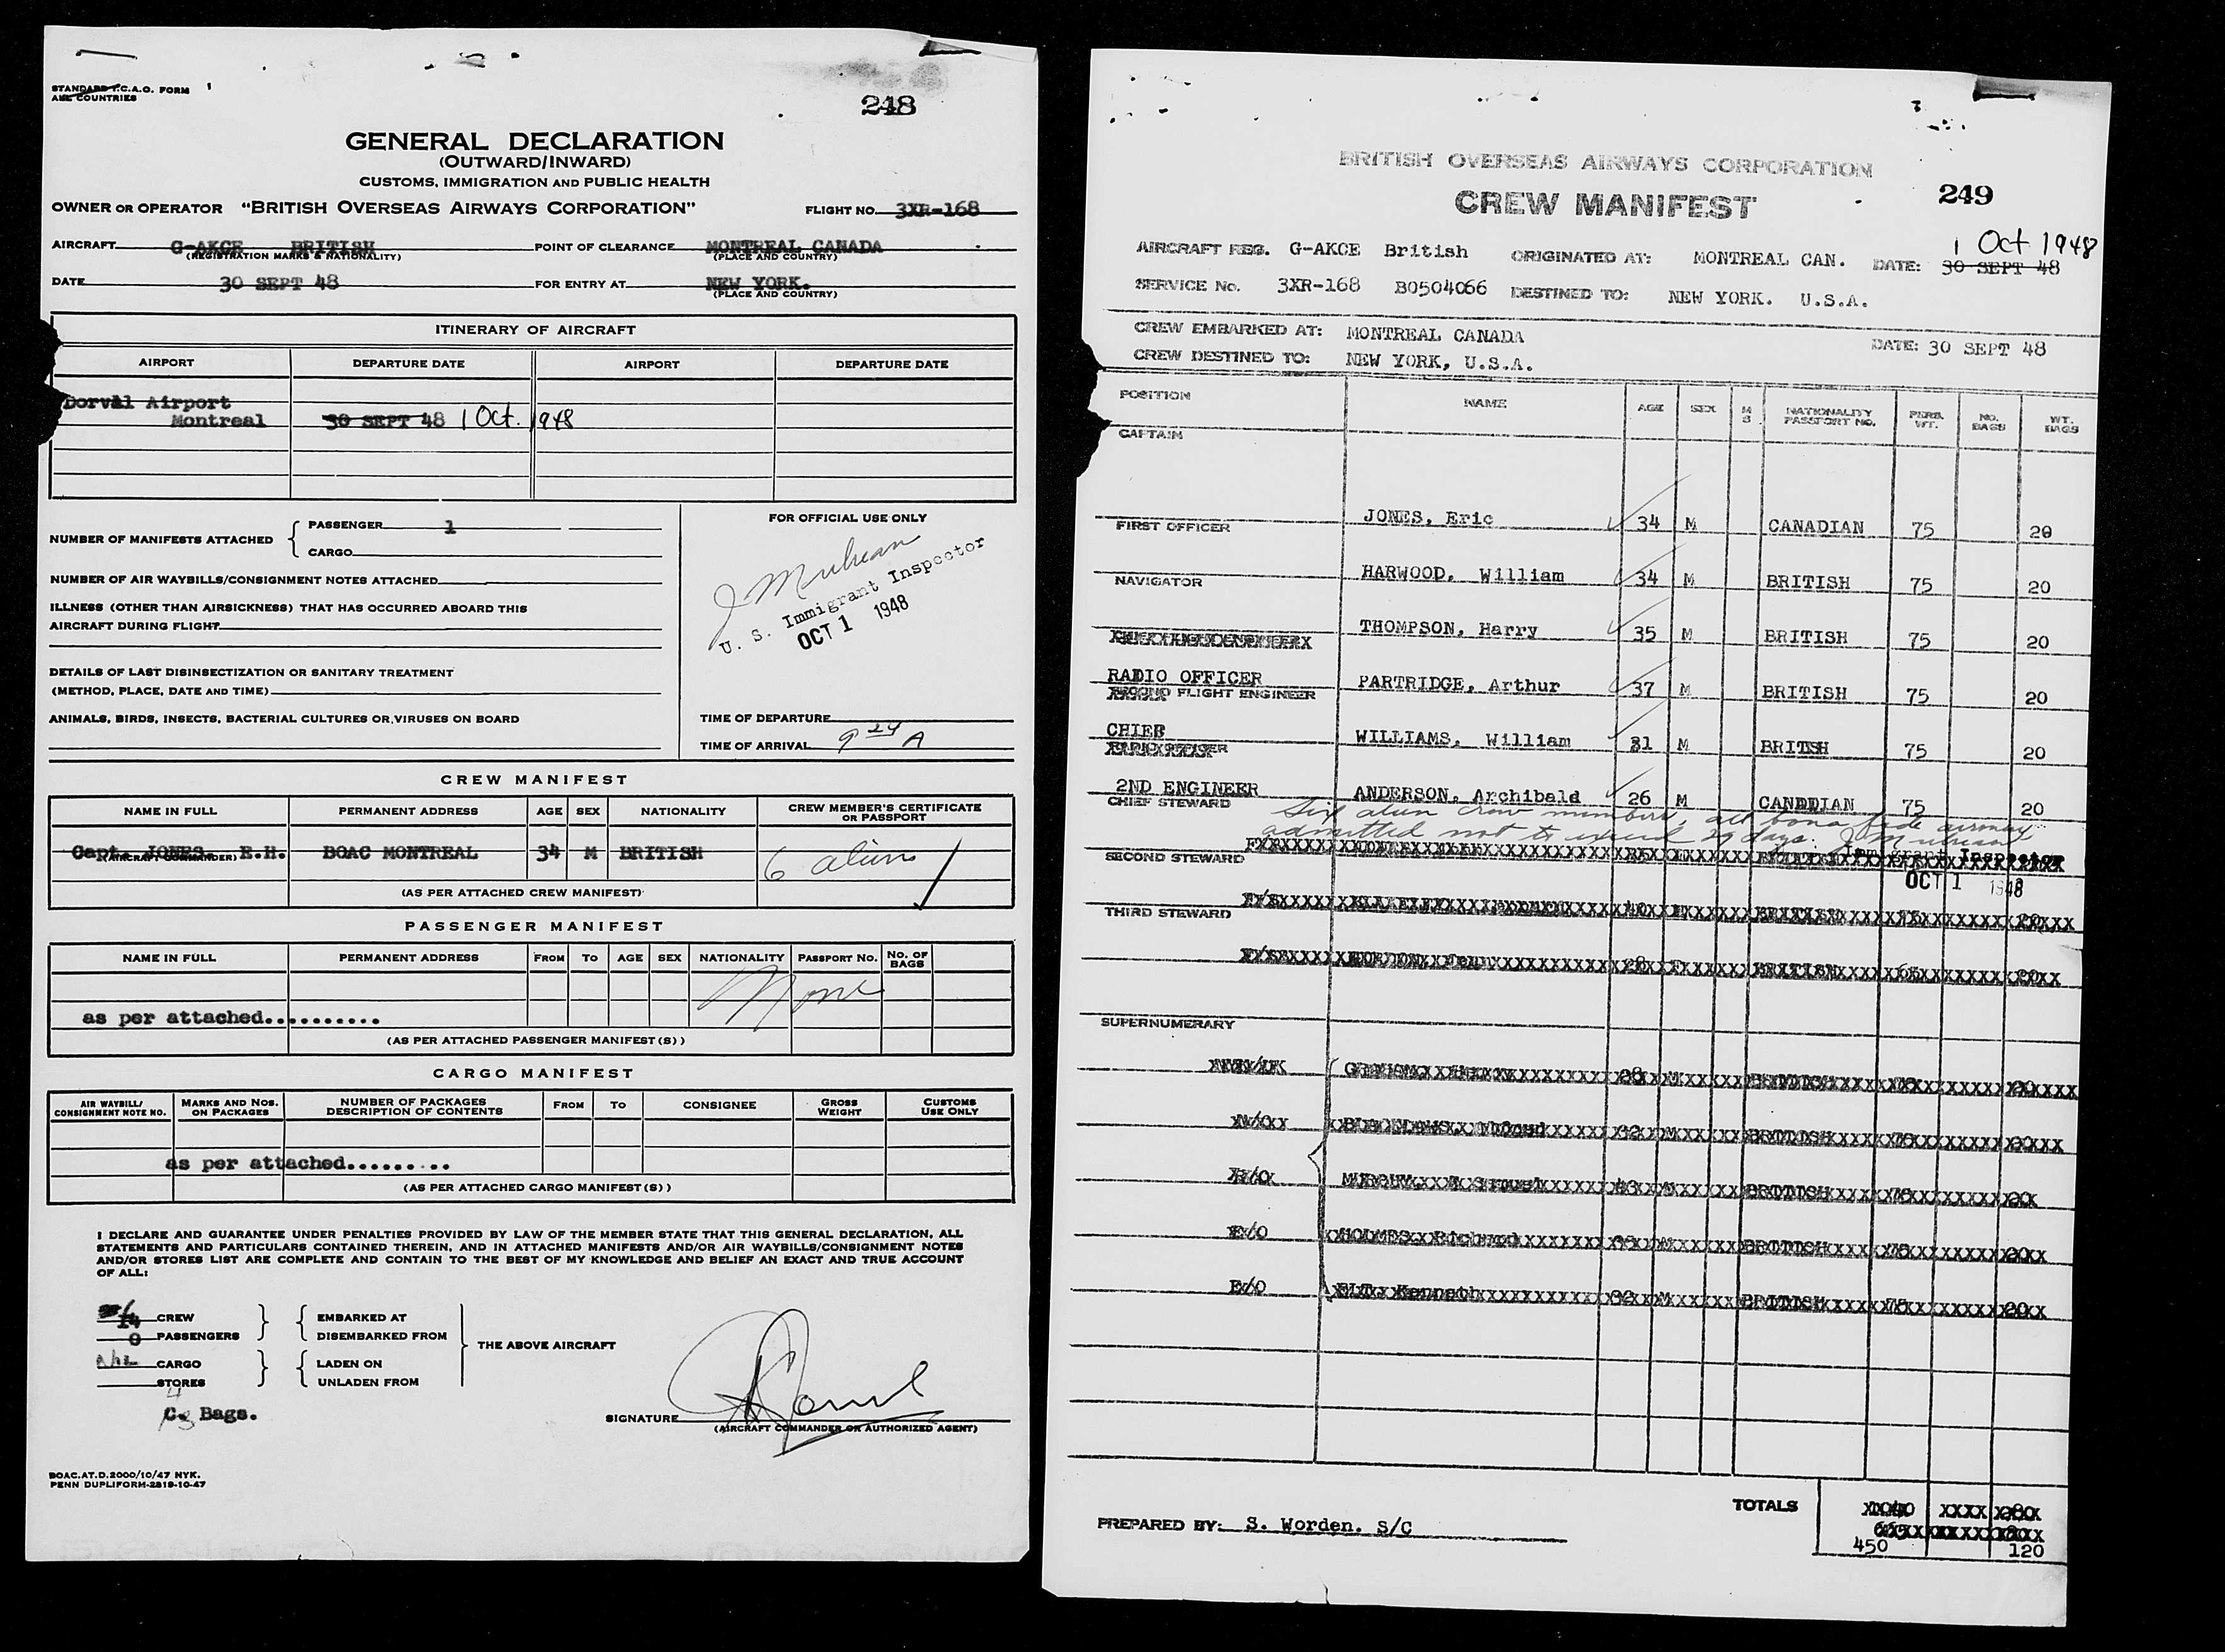 STANDARD I.C.A.O. FORM
ALL COUNTRIES
248
GENERAL DECLARATION
(OUTWARD/INWARD)
CUSTOMS, IMMIGRATION AND PUBLIC HEALTH
OWNER OR OPERATOR "BRITISH OVERSEAS AIRWAYS CORPORATION" FLIGHT NO. 3XR-168
AIRCRAFT G-AKCE BRITISH POINT OF CLEARANCE MONTREAL CANADA
(REGISTRATION MARKS & NATIONALITY) (PLACE AND COUNTRY)
DATE 30 SEPT 48 FOR ENTRY AT NEW YORK.
(PLACE AND COUNTRY)
ITINERARY OF AIRCRAFT
AIRPORT DEPARTURE DATE AIRPORT DEPARTURE DATE
Dorval Airport
Montreal 30 SEPT 48 1 Oct. 1948
NUMBER OF MANIFESTS ATTACHED
PASSENGER 1
CARGO
NUMBER OF AIR WAYBILLS/CONSIGNMENT NOTES ATTACHED
ILLNESS (OTHER THAN AIRSICKNESS) THAT HAS OCCURRED ABOARD THIS
AIRCRAFT DURING FLIGHT
DETAILS OF LAST DISINSECTIZATION OR SANITARY TREATMENT
(METHOD, PLACE, DATE AND TIME)
ANIMALS, BIRDS, INSECTS, BACTERIAL CULTURES OR VIRUSES ON BOARD
FOR OFFICIAL USE ONLY
U. S. Immigrant Inspector
OCT 1 1948
TIME OF DEPARTURE
TIME OF ARRIVAL 9 24 A
CREW MANIFEST
NAME IN FULL PERMANENT ADDRESS AGE SEX NATIONALITY CREW MEMBER'S CERTIFICATE
OR PASSPORT
Capt. JONES. E.H. BOAC MONTREAL 34 M BRITISH 6 aliens
(AIRCRAFT COMMANDER)
(AS PER ATTACHED CREW MANIFEST)
PASSENGER MANIFEST
NAME IN FULL PERMANENT ADDRESS FROM TO AGE SEX NATIONALITY PASSPORT NO. NO. OF
BAGS
None
as per attached..........
(AS PER ATTACHED PASSENGER MANIFEST(S))
CARGO MANIFEST
AIR WAYBILL/
CONSIGNMENT NOTE NO. MARKS AND NOS.
ON PACKAGES NUMBER OF PACKAGES
DESCRIPTION OF CONTENTS FROM TO CONSIGNEE GROSS
WEIGHT CUSTOMS
USE ONLY
as per attached.........
(AS PER ATTACHED CARGO MANIFEST(S))
I DECLARE AND GUARANTEE UNDER PENALTIES PROVIDED BY LAW OF THE MEMBER STATE THAT THIS GENERAL DECLARATION, ALL
STATEMENTS AND PARTICULARS CONTAINED THEREIN, AND IN ATTACHED MANIFESTS AND/OR AIR WAYBILLS/CONSIGNMENT NOTES
AND/OR STORES LIST ARE COMPLETE AND CONTAIN TO THE BEST OF MY KNOWLEDGE AND BELIEF AN EXACT AND TRUE ACCOUNT
OF ALL:
CREW EMBARKED AT
0 PASSENGERS DISEMBARKED FROM
THE ABOVE AIRCRAFT
CARGO LADEN ON
STORES UNLADEN FROM
Bags.
SIGNATURE
(AIRCRAFT COMMANDER OR AUTHORIZED AGENT)
BOAC.AT.D.2000/10/47 NYK.
PENN DUPLIFORM-2819-10-47
BRITISH OVERSEAS AIRWAYS CORPORATION
CREW MANIFEST 249
1 Oct 1948
AIRCRAFT REG. G-AKCE British ORIGINATED AT: MONTREAL CAN. DATE: 30 SEPT 48
SERVICE No. 3XR-168 B0504066 DESTINED TO: NEW YORK. U.S.A.
CREW EMBARKED AT: MONTREAL CANADA DATE: 30 SEPT 48
CREW DESTINED TO: NEW YORK, U.S.A.
POSITION NAME AGE SEX M
S NATIONALITY
PASSPORT NO. PERS.
WT. NO.
BAGS WT.
BAGS
CAPTAIN
JONES, Eric 34 M CANADIAN 75 20
FIRST OFFICER
HARWOOD, William 34 M BRITISH 75 20
NAVIGATOR
THOMPSON, Harry 35 M BRITISH 75 20
RADIO OFFICER PARTRIDGE, Arthur 37 M BRITISH 75 20
SECOND FLIGHT ENGINEER
CHIEF WILLIAMS, William 31 M BRITISH 75 20
2ND ENGINEER ANDERSON, Archibald 26 M CANDDIAN 75 20
CHIEF STEWARD
Six alien crew members, all bona fide airmen
admitted not to exceed 29 days.
Immigrant Inspector
SECOND STEWARD
OCT 1 1948
THIRD STEWARD
SUPERNUMERARY
TOTALS
450 120
PREPARED BY: S. Worden. S/C